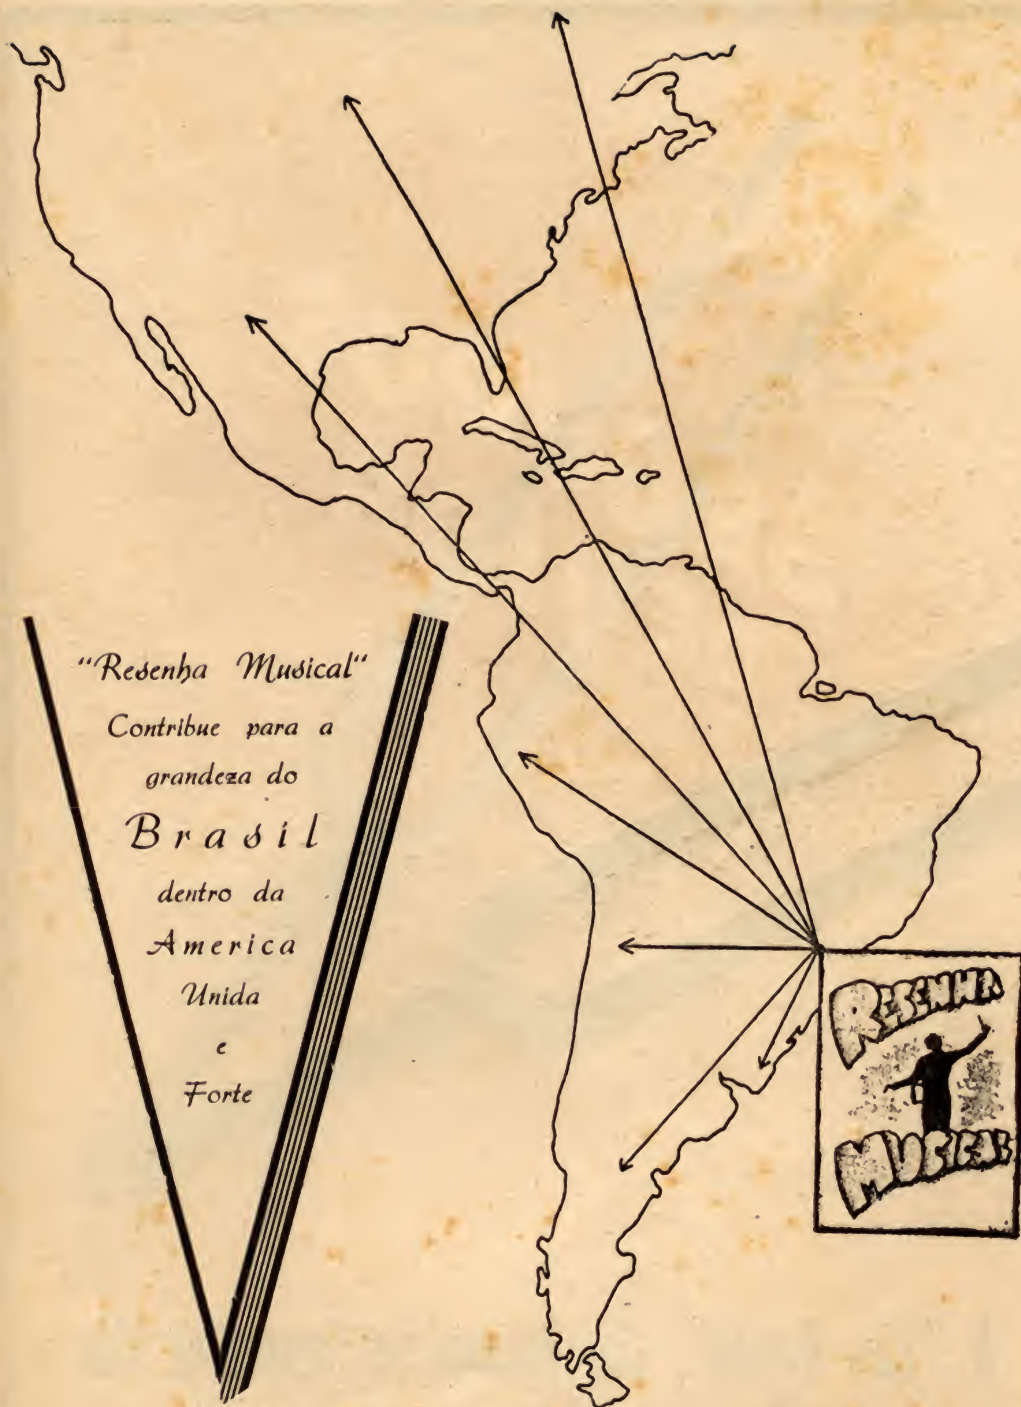 "Resenha Musical"
Contribue para a
grandeza do
Brasil
dentro da
America
Unida
e
Forte
RESENHA
MUSICAL